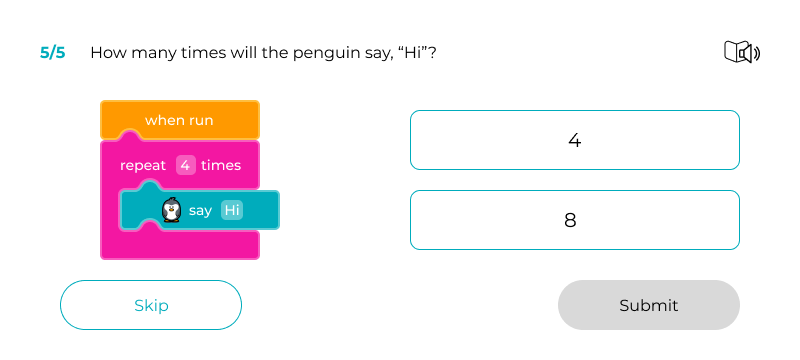 5/5 How many times will the penguin say, “Hi”?
when run
repeat 4 times
say Hi
4
8
Skip
Submit